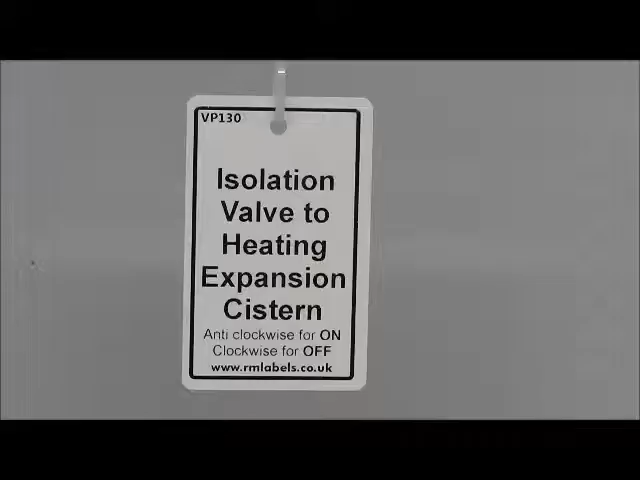 VP130
Isolation
Valve to
Heating
Expansion
Cistern
Anti clockwise for ON
Clockwise for OFF
www.rmlabels.co.uk